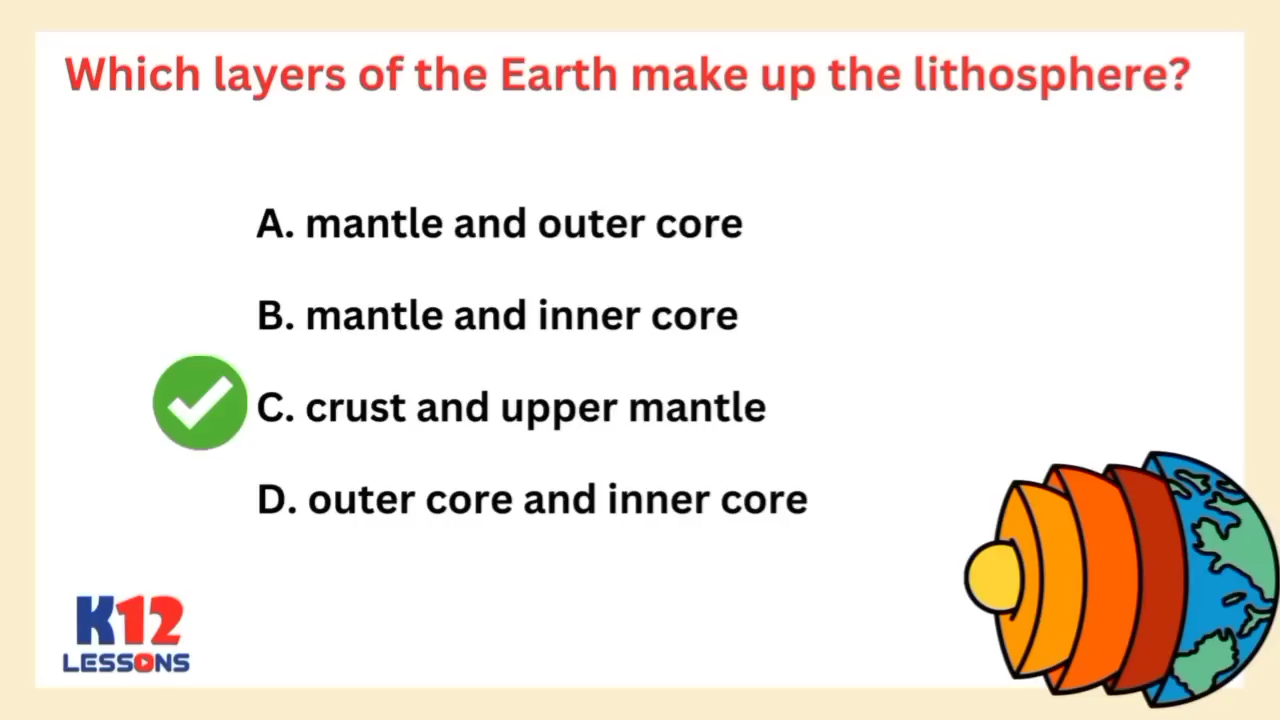 Which layers of the Earth make up the lithosphere?
A. mantle and outer core
B. mantle and inner core
C. crust and upper mantle
D. outer core and inner core
K12
LESSONS